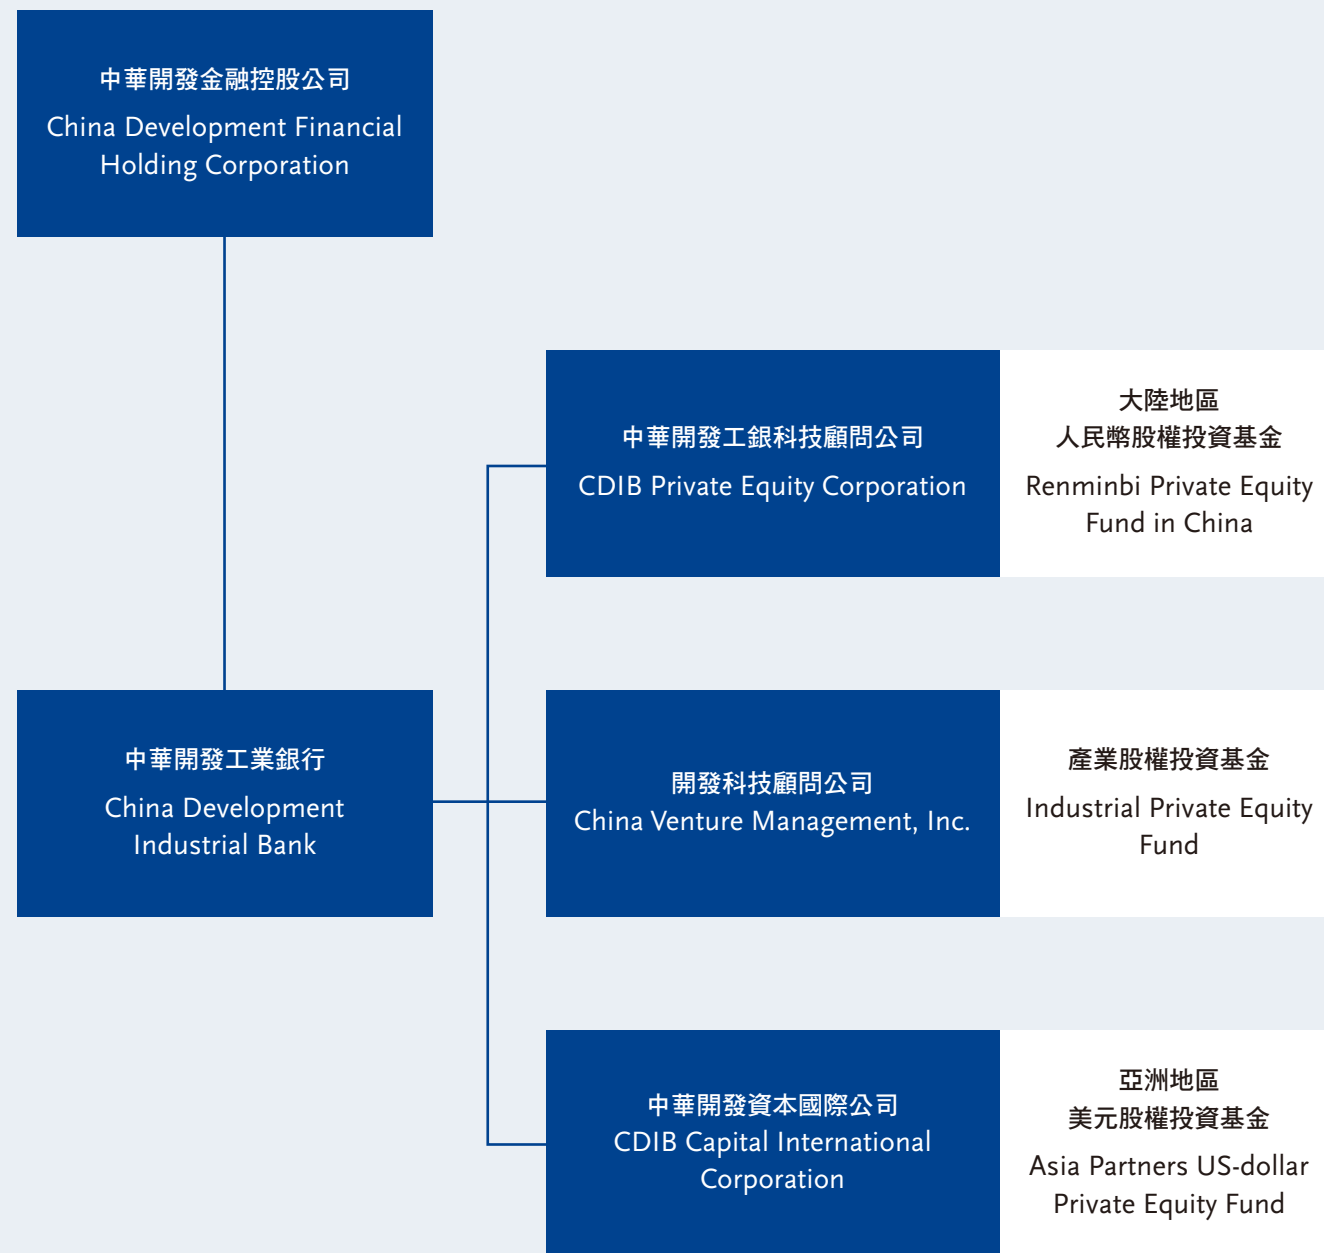 中華開發金融控股公司
China Development Financial
Holding Corporation
中華開發工銀科技顧問公司
CDIB Private Equity Corporation
大陸地區
人民幣股權投資基金
Renminbi Private Equity
Fund in China
中華開發工業銀行
China Development
Industrial Bank
開發科技顧問公司
China Venture Management, Inc.
產業股權投資基金
Industrial Private Equity
Fund
中華開發資本國際公司
CDIB Capital International
Corporation
亞洲地區
美元股權投資基金
Asia Partners US-dollar
Private Equity Fund